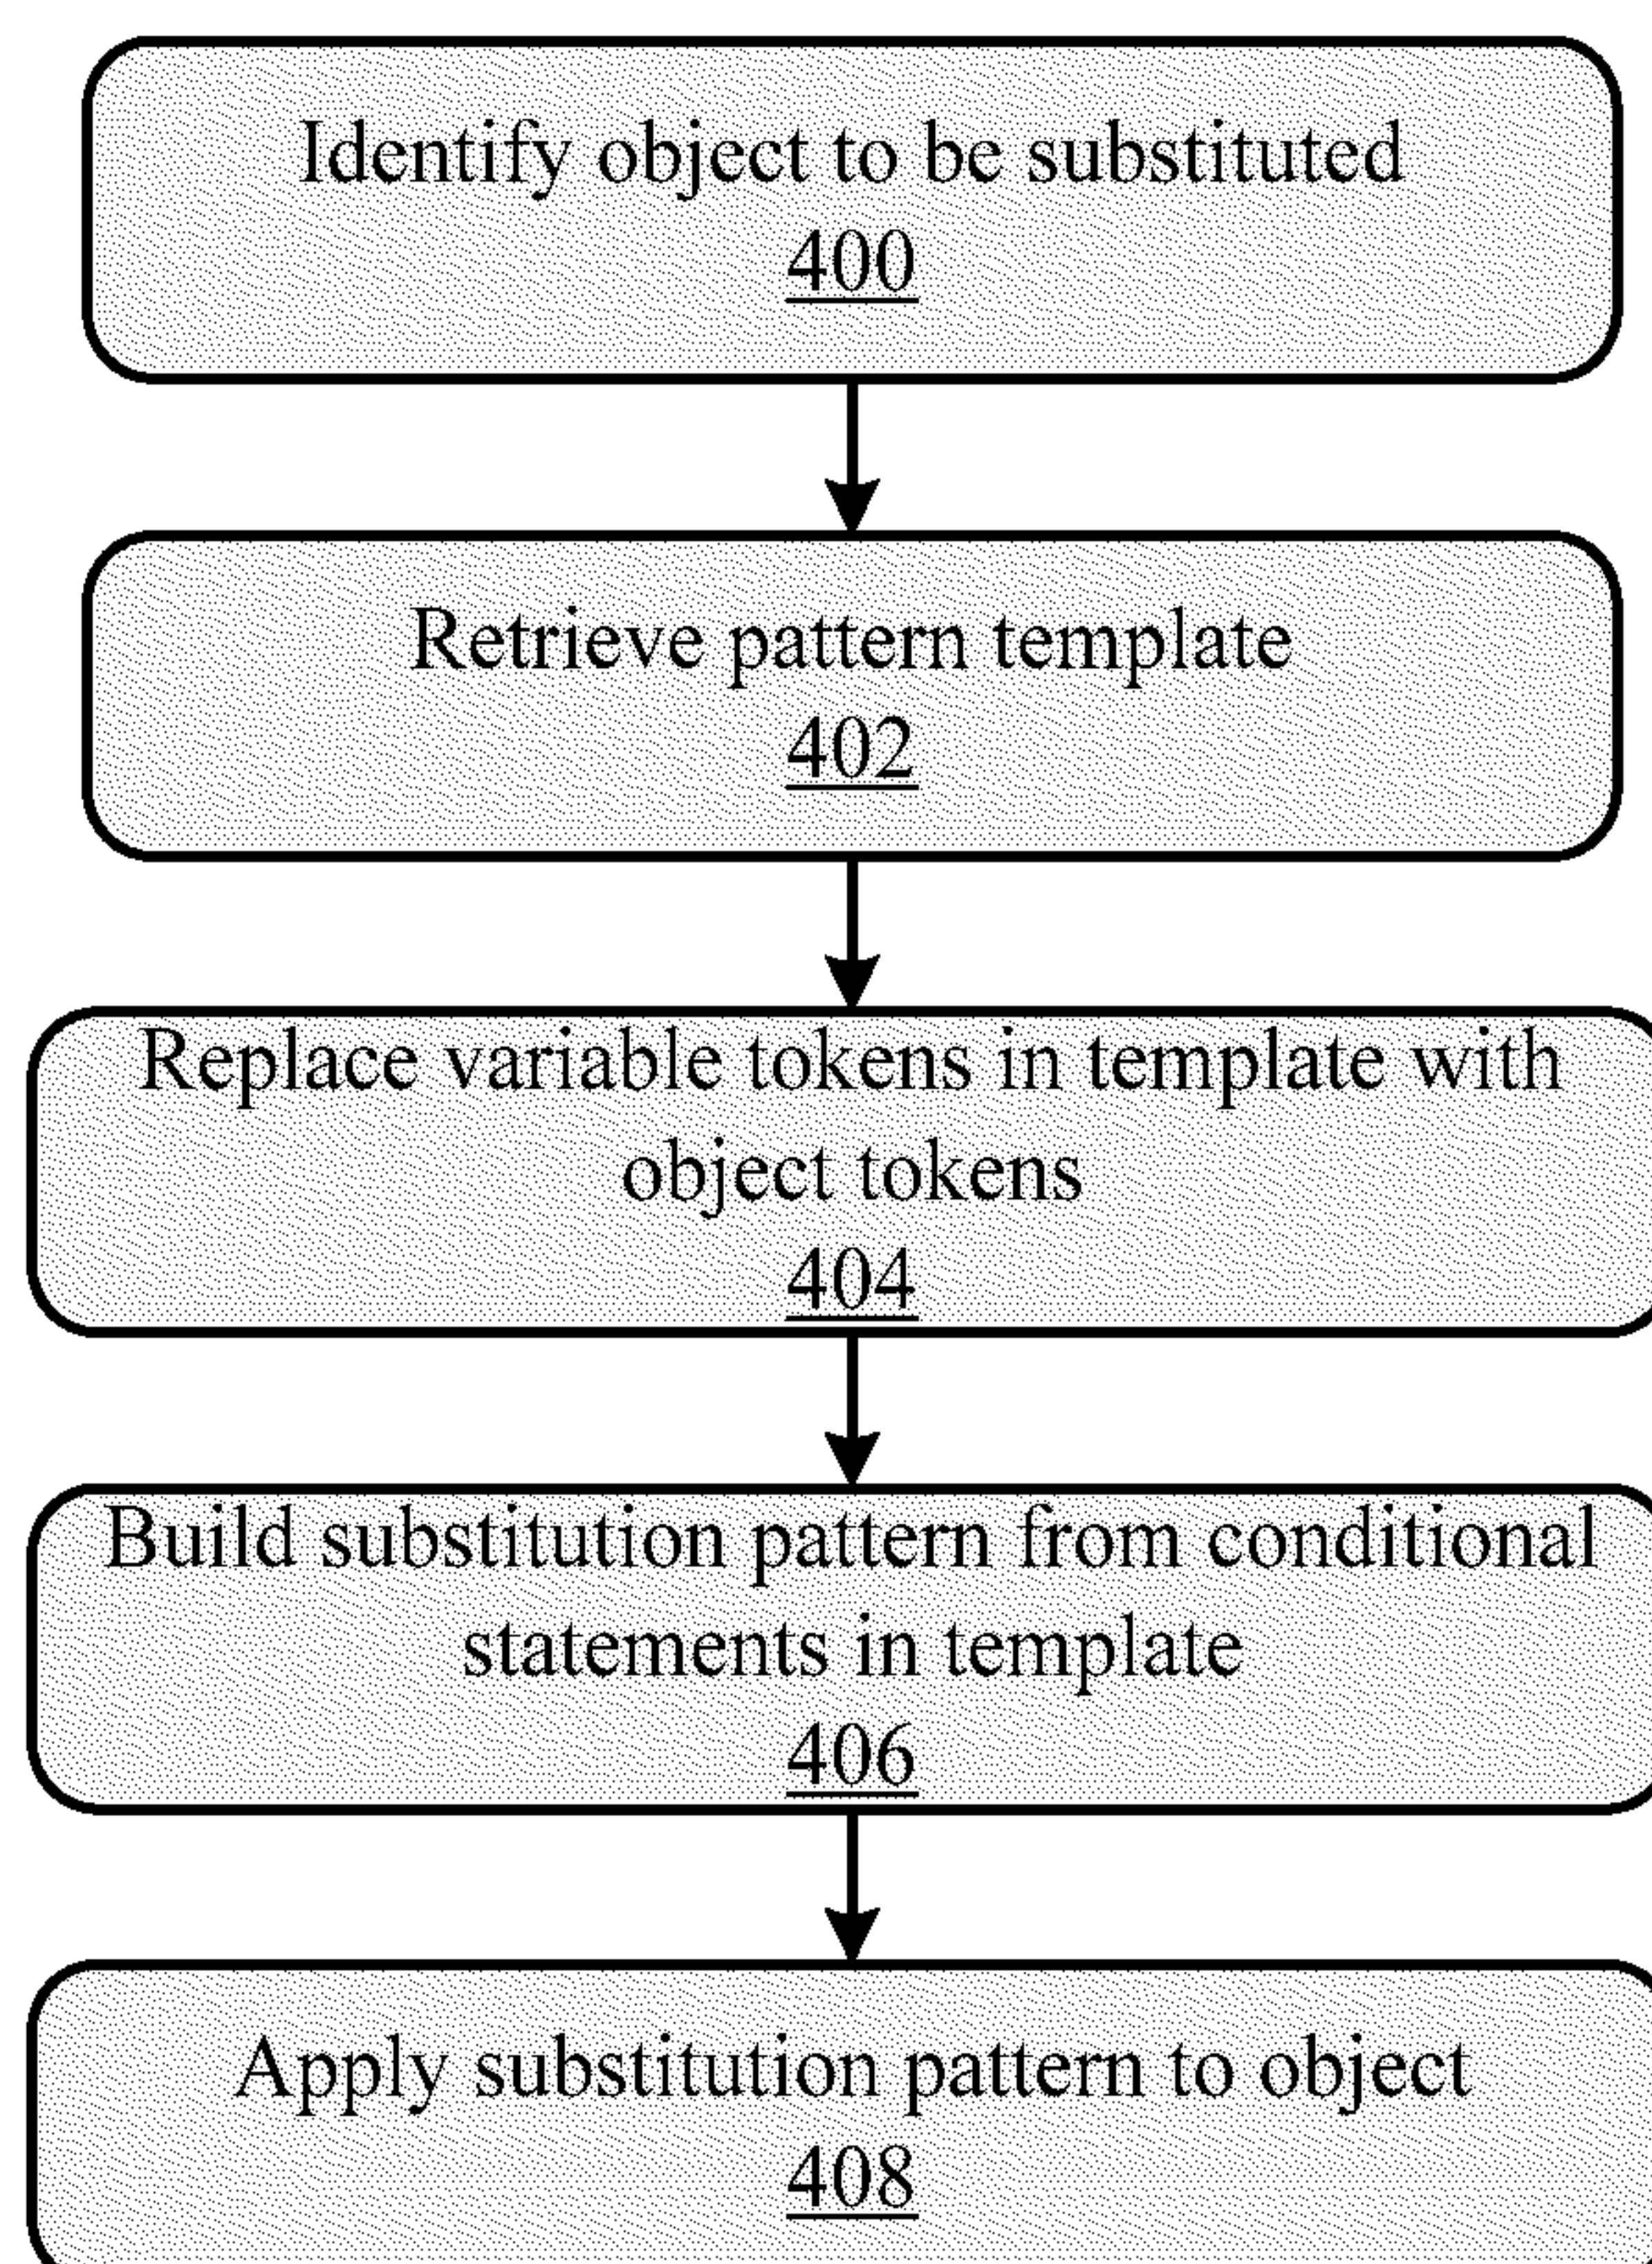 Identify object to be substituted
400
Retrieve pattern template
402
Replace variable tokens in template with
object tokens
404
Build substitution pattern from conditional
statements in template
406
Apply substitution pattern to object
408